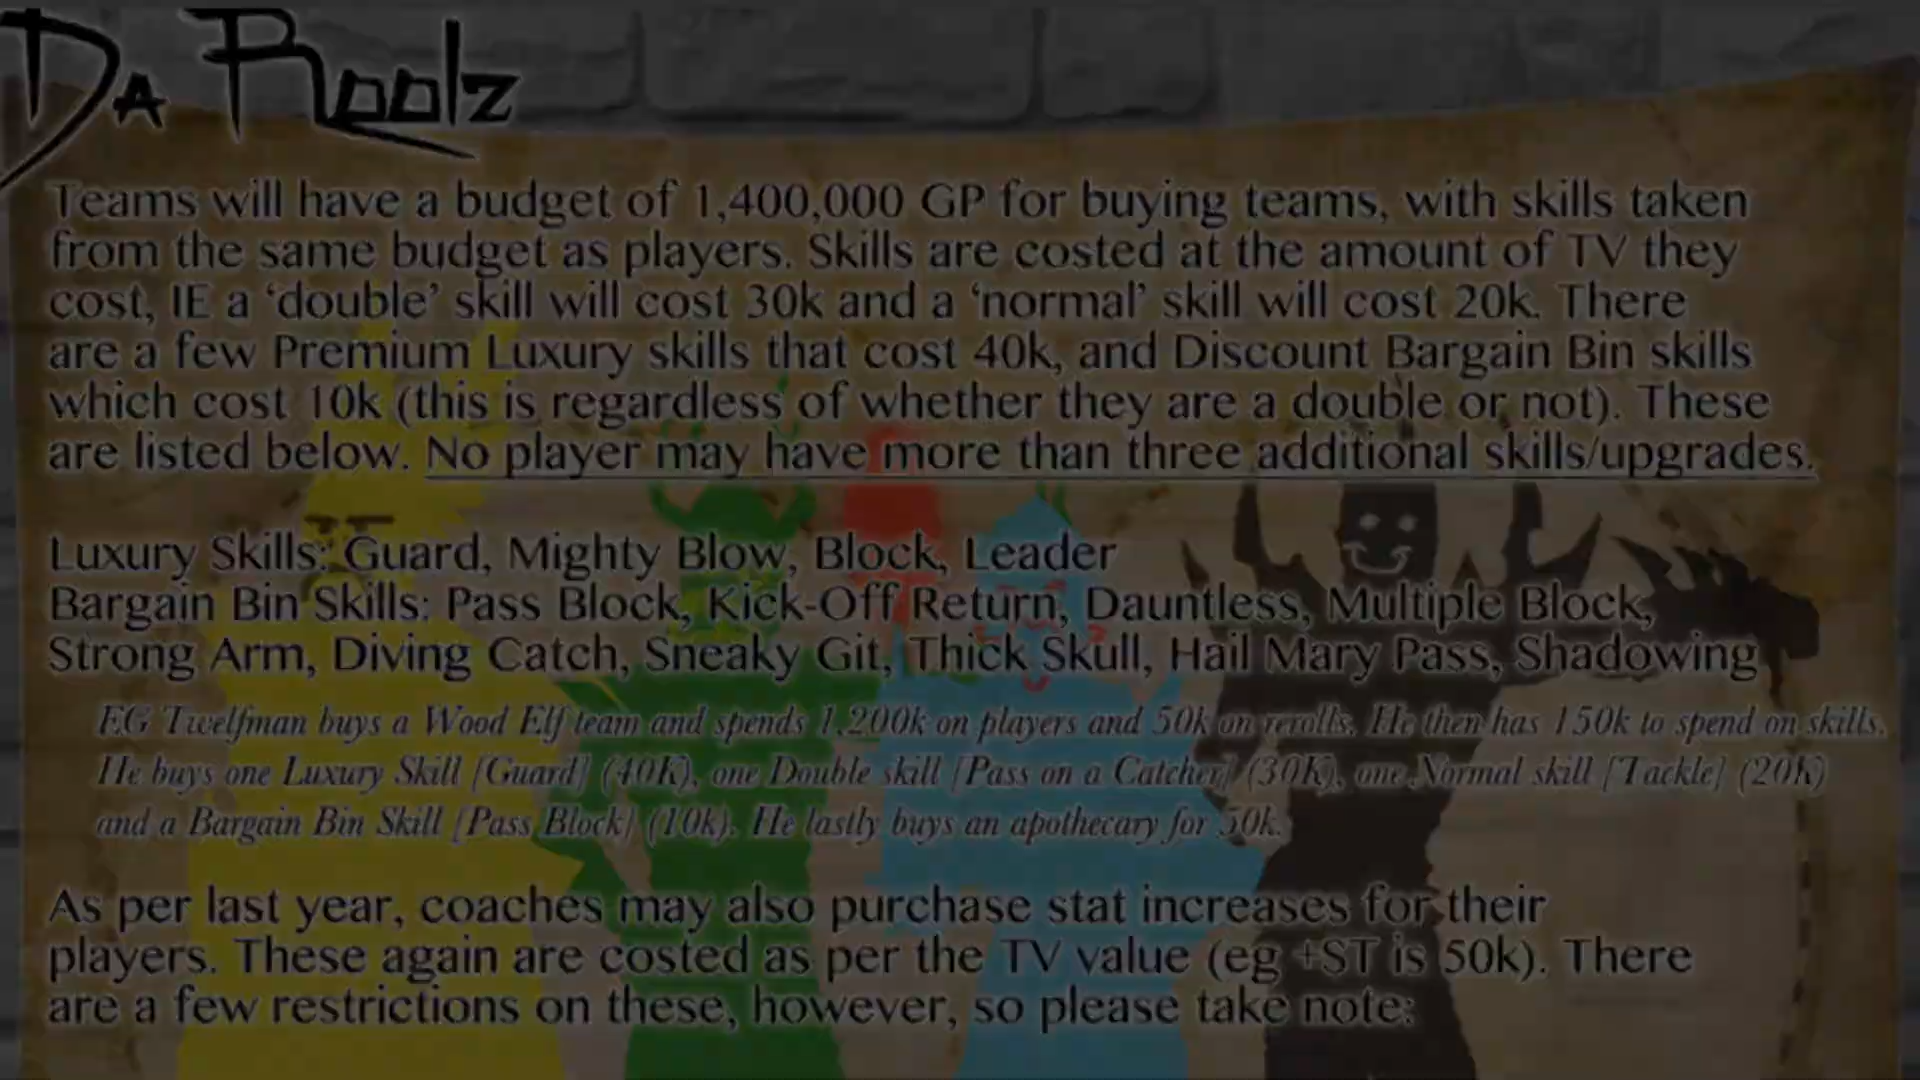 Da Roolz
Teams will have a budget of 1,400,000 GP for buying teams, with skills taken
from the same budget as players. Skills are costed at the amount of TV they
cost, IE a ‘double’ skill will cost 30k and a ‘normal’ skill will cost 20k. There
are a few Premium Luxury skills that cost 40k, and Discount Bargain Bin skills
which cost 10k (this is regardless of whether they are a double or not). These
are listed below. No player may have more than three additional skills/upgrades.
Luxury Skills: Guard, Mighty Blow, Block, Leader
Bargain Bin Skills: Pass Block, Kick-Off Return, Dauntless, Multiple Block,
Strong Arm, Diving Catch, Sneaky Git, Thick Skull, Hail Mary Pass, Shadowing
EG Twelfman buys a Wood Elf team and spends 1,200k on players and 50k on rerolls. He then has 150k to spend on skills.
He buys one Luxury Skill [Guard] (40K), one Double skill [Pass on a Catcher] (30K), one Normal skill [Tackle] (20k)
and a Bargain Bin Skill [Pass Block] (10k). He lastly buys an apothecary for 50k.
As per last year, coaches may also purchase stat increases for their
players. These again are costed as per the TV value (eg +ST is 50k). There
are a few restrictions on these, however, so please take note: